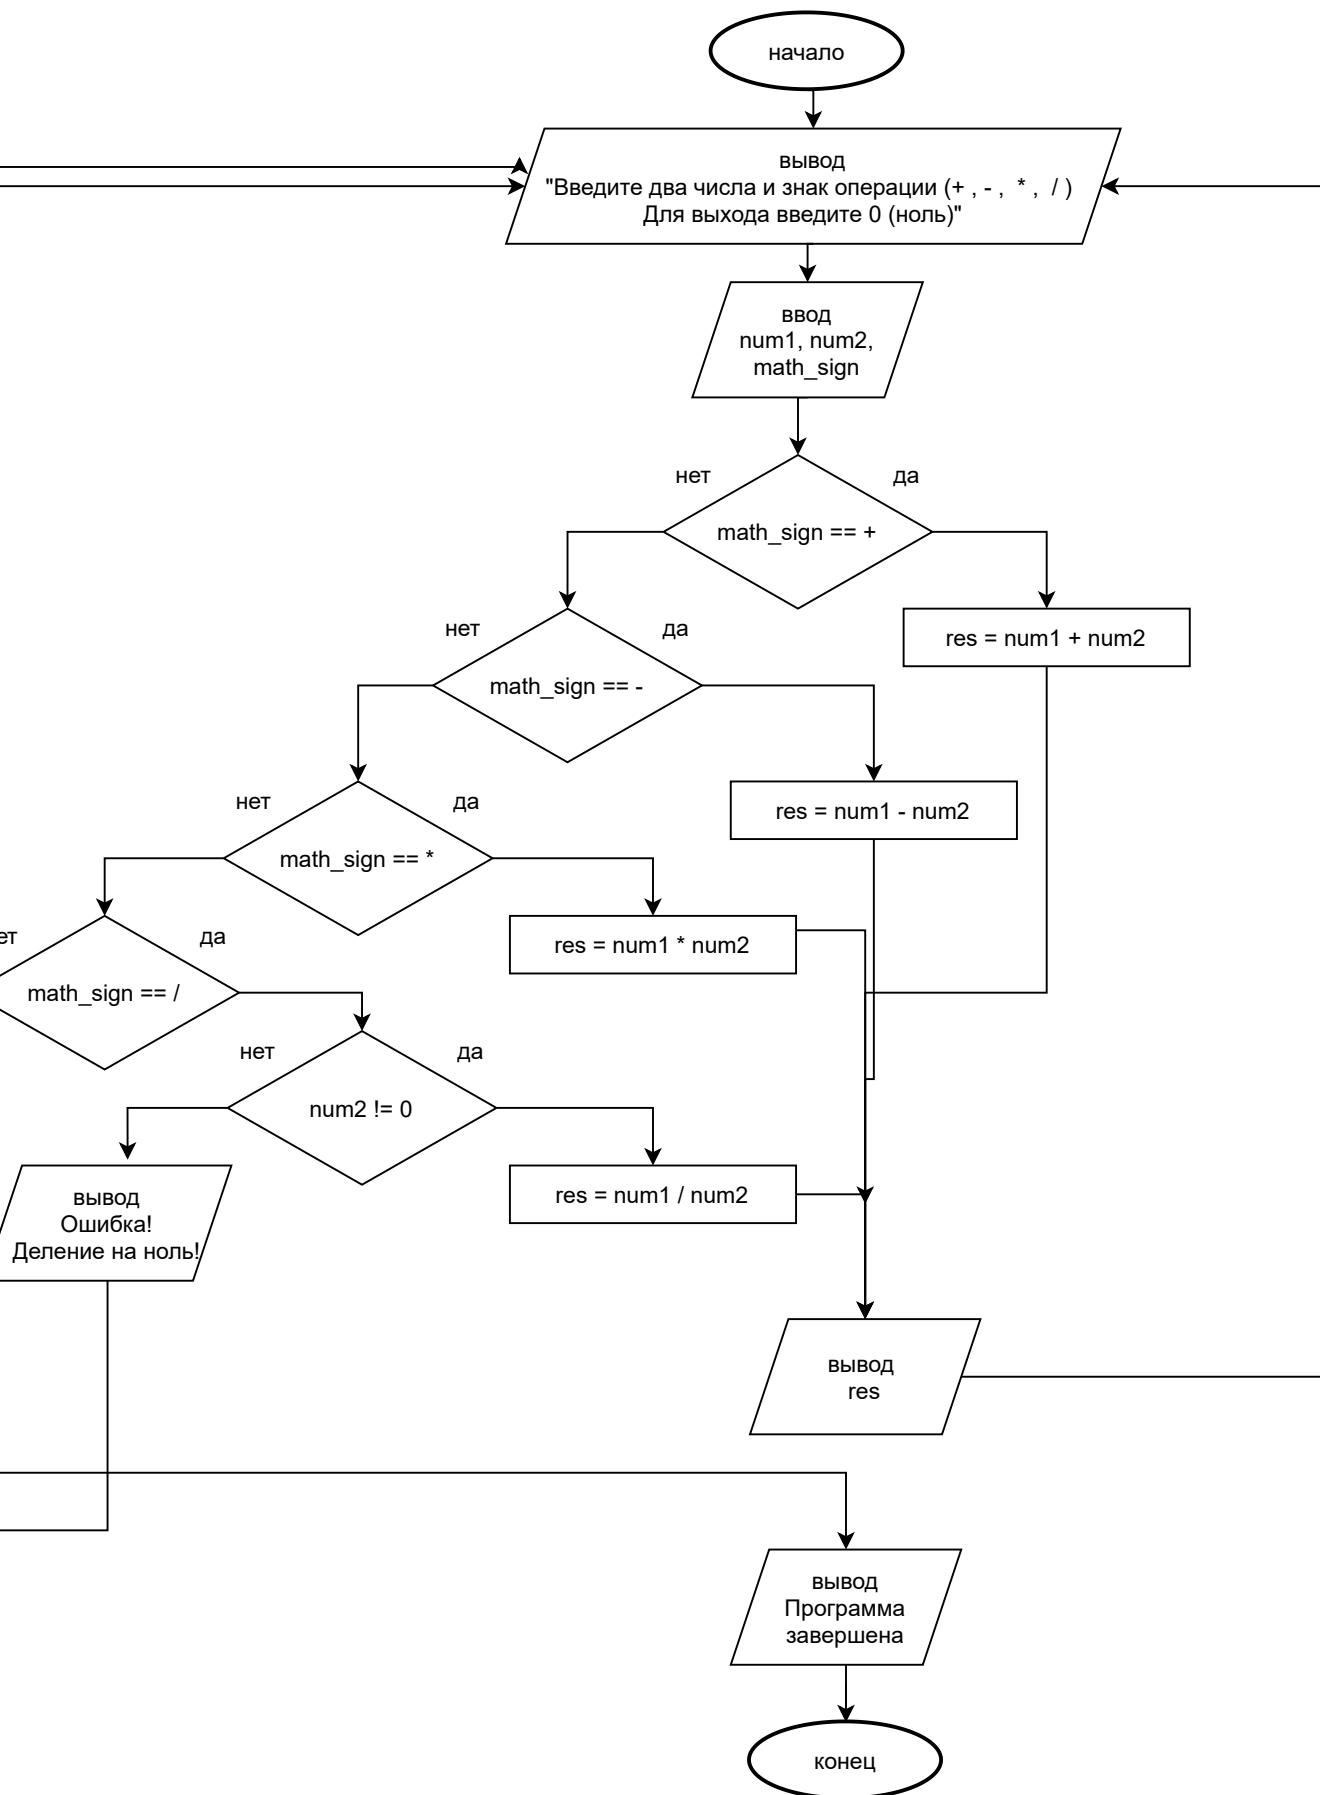 начало
вывод
"Введите два числа и знак операции (+ , - , * , / )
Для выхода введите 0 (ноль)"
ввод
num1, num2,
math_sign
нет
да
math_sign == +
нет
да
res = num1 + num2
math_sign == -
нет
да
res = num1 - num2
math_sign == *
да
res = num1 * num2
math_sign == /
нет
да
num2 != 0
вывод
Ошибка!
Деление на ноль!
res = num1 / num2
вывод
res
вывод
Программа
завершена
конец